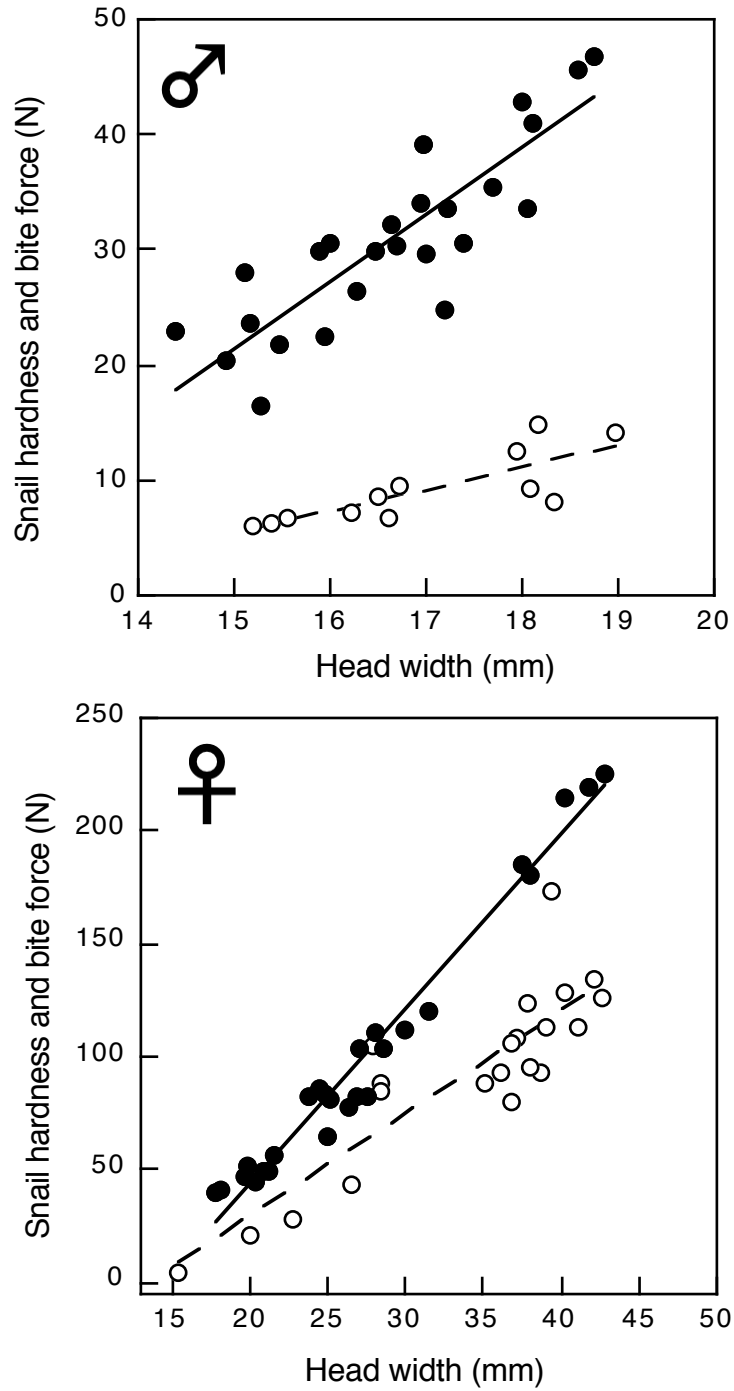 50
40
30
20
10
0
Snail hardness and bite force (N)
14 15 16 17 18 19 20
Head width (mm)
250
200
150
100
50
0
Snail hardness and bite force (N)
15 20 25 30 35 40 45 50
Head width (mm)